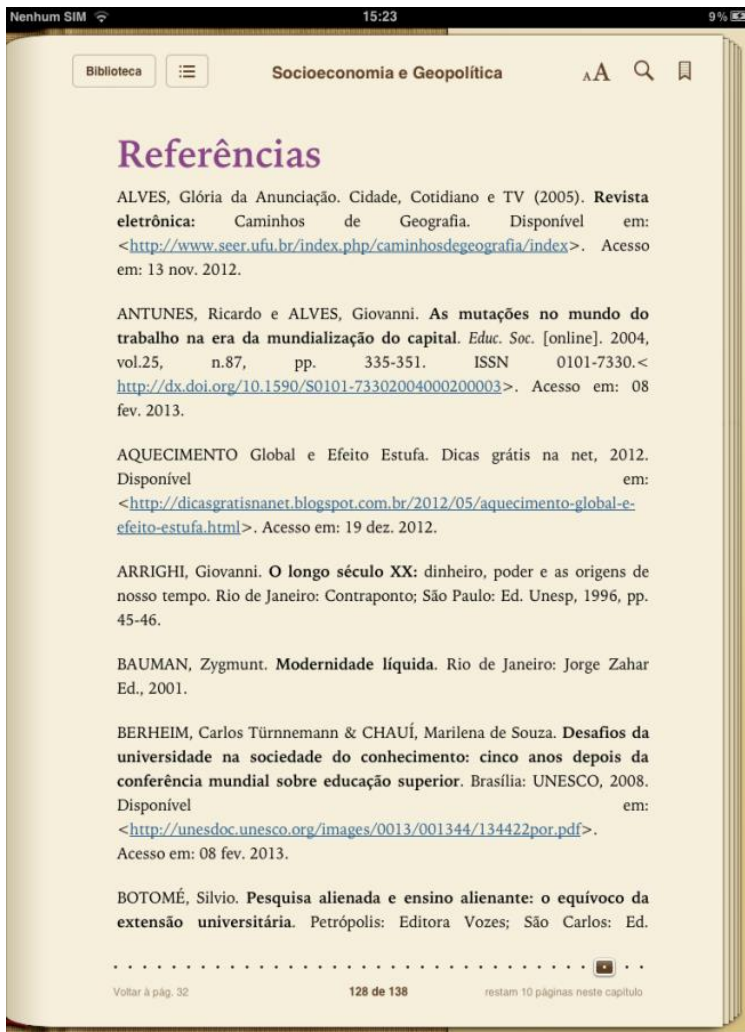 Nenhum SIM 15:23 9%
Biblioteca Socioeconomia e Geopolítica AA
Referências
ALVES, Glória da Anunciação. Cidade, Cotidiano e TV (2005). Revista
eletrônica: Caminhos de Geografia. Disponível em:
<http://www.seer.ufu.br/index.php/caminhosdegeografia/index>. Acesso
em: 13 nov. 2012.
ANTUNES, Ricardo e ALVES, Giovanni. As mutações no mundo do
trabalho na era da mundialização do capital. Educ. Soc. [online]. 2004,
vol.25, n.87, pp. 335-351. ISSN 0101-7330.<
http://dx.doi.org/10.1590/S0101-73302004000200003>. Acesso em: 08
fev. 2013.
AQUECIMENTO Global e Efeito Estufa. Dicas grátis na net, 2012.
Disponível em:
<http://dicasgratisnanet.blogspot.com.br/2012/05/aquecimento-global-e-
efeito-estufa.html>. Acesso em: 19 dez. 2012.
ARRIGHI, Giovanni. O longo século XX: dinheiro, poder e as origens de
nosso tempo. Rio de Janeiro: Contraponto; São Paulo: Ed. Unesp, 1996, pp.
45-46.
BAUMAN, Zygmunt. Modernidade líquida. Rio de Janeiro: Jorge Zahar
Ed., 2001.
BERHEIM, Carlos Türnnemann & CHAUÍ, Marilena de Souza. Desafios da
universidade na sociedade do conhecimento: cinco anos depois da
conferência mundial sobre educação superior. Brasília: UNESCO, 2008.
Disponível em:
<http://unesdoc.unesco.org/images/0013/001344/134422por.pdf>.
Acesso em: 08 fev. 2013.
BOTOMÉ, Silvio. Pesquisa alienada e ensino alienante: o equívoco da
extensão universitária. Petrópolis: Editora Vozes; São Carlos: Ed.
Voltar à pág. 32 128 de 138 restam 10 páginas neste capítulo